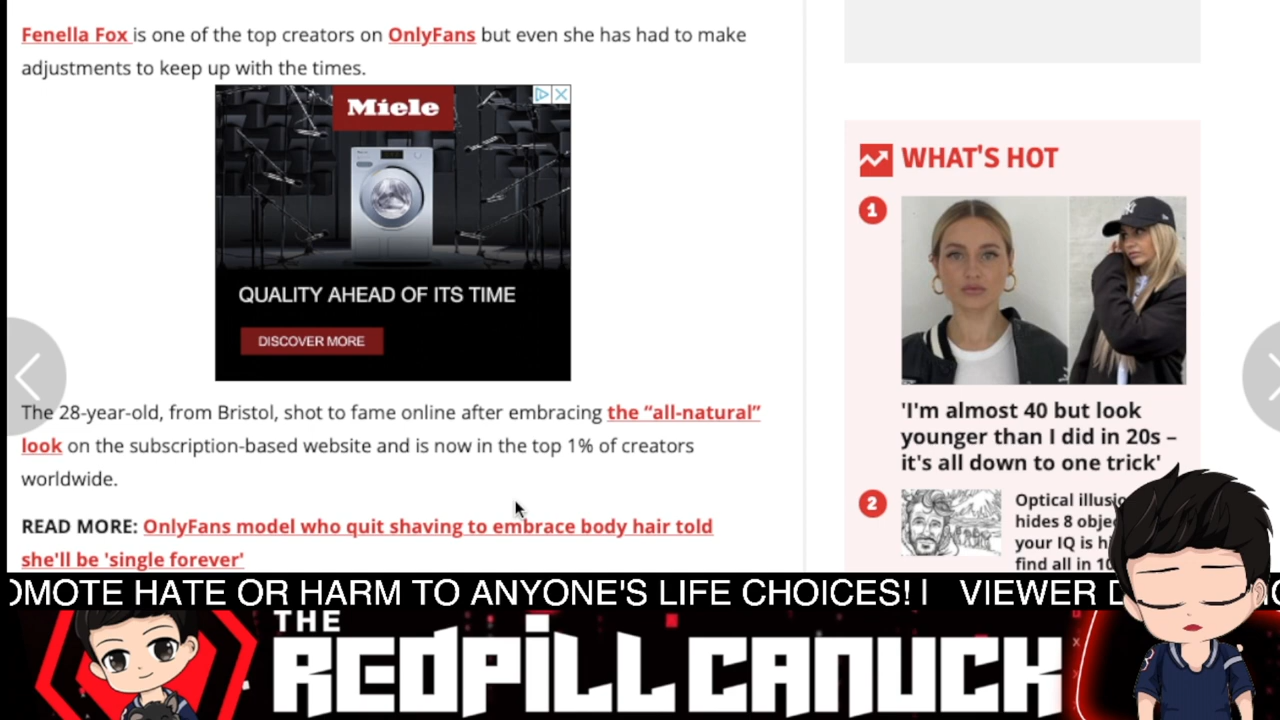 Fenella Fox is one of the top creators on OnlyFans but even she has had to make
adjustments to keep up with the times.
Miele
QUALITY AHEAD OF ITS TIME
DISCOVER MORE
The 28-year-old, from Bristol, shot to fame online after embracing the “all-natural”
look on the subscription-based website and is now in the top 1% of creators
worldwide.
READ MORE: OnlyFans model who quit shaving to embrace body hair told
she'll be 'single forever'
WHAT'S HOT
1
'I'm almost 40 but look
younger than I did in 20s –
it's all down to one trick'
2
Optical
hides 8
your IQ is
find all in
HATE OR HARM TO ANYONE'S LIFE CHOICES! | VIEWER
THE
REDPILL CANUCK